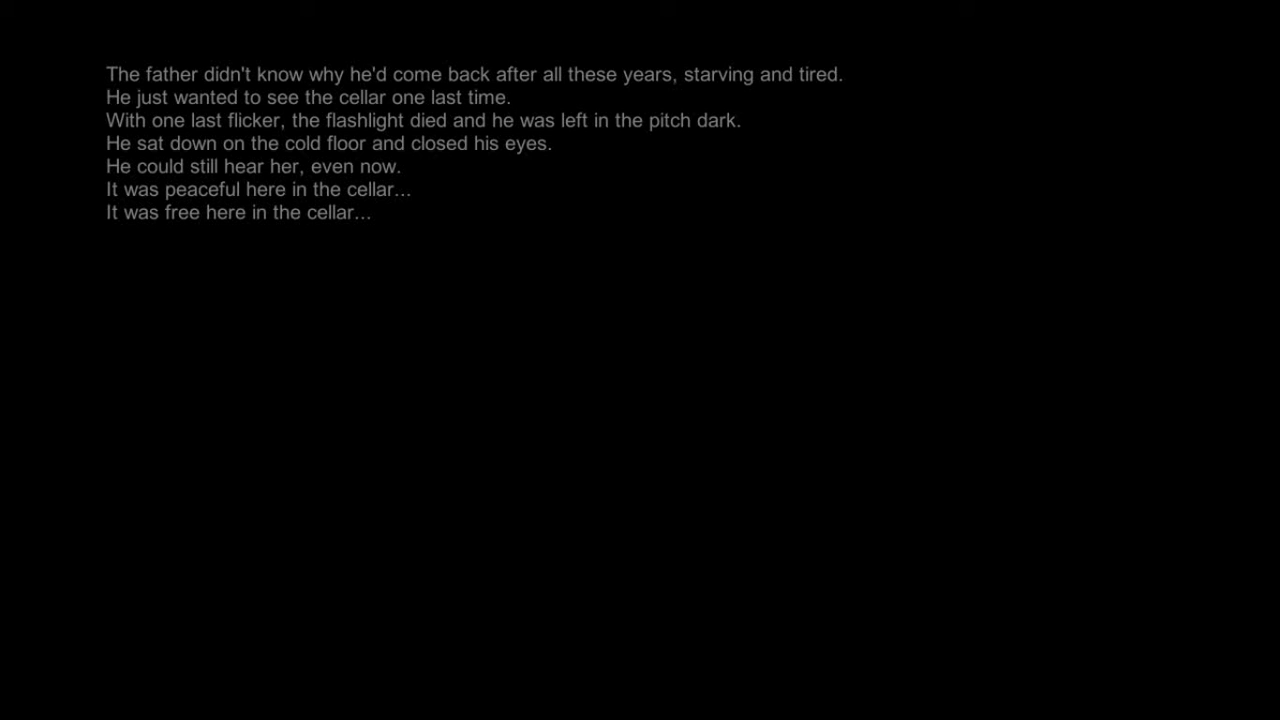 The father didn't know why he'd come back after all these years, starving and tired.
He just wanted to see the cellar one last time.
With one last flicker, the flashlight died and he was left in the pitch dark.
He sat down on the cold floor and closed his eyes.
He could still hear her, even now.
It was peaceful here in the cellar...
It was free here in the cellar...